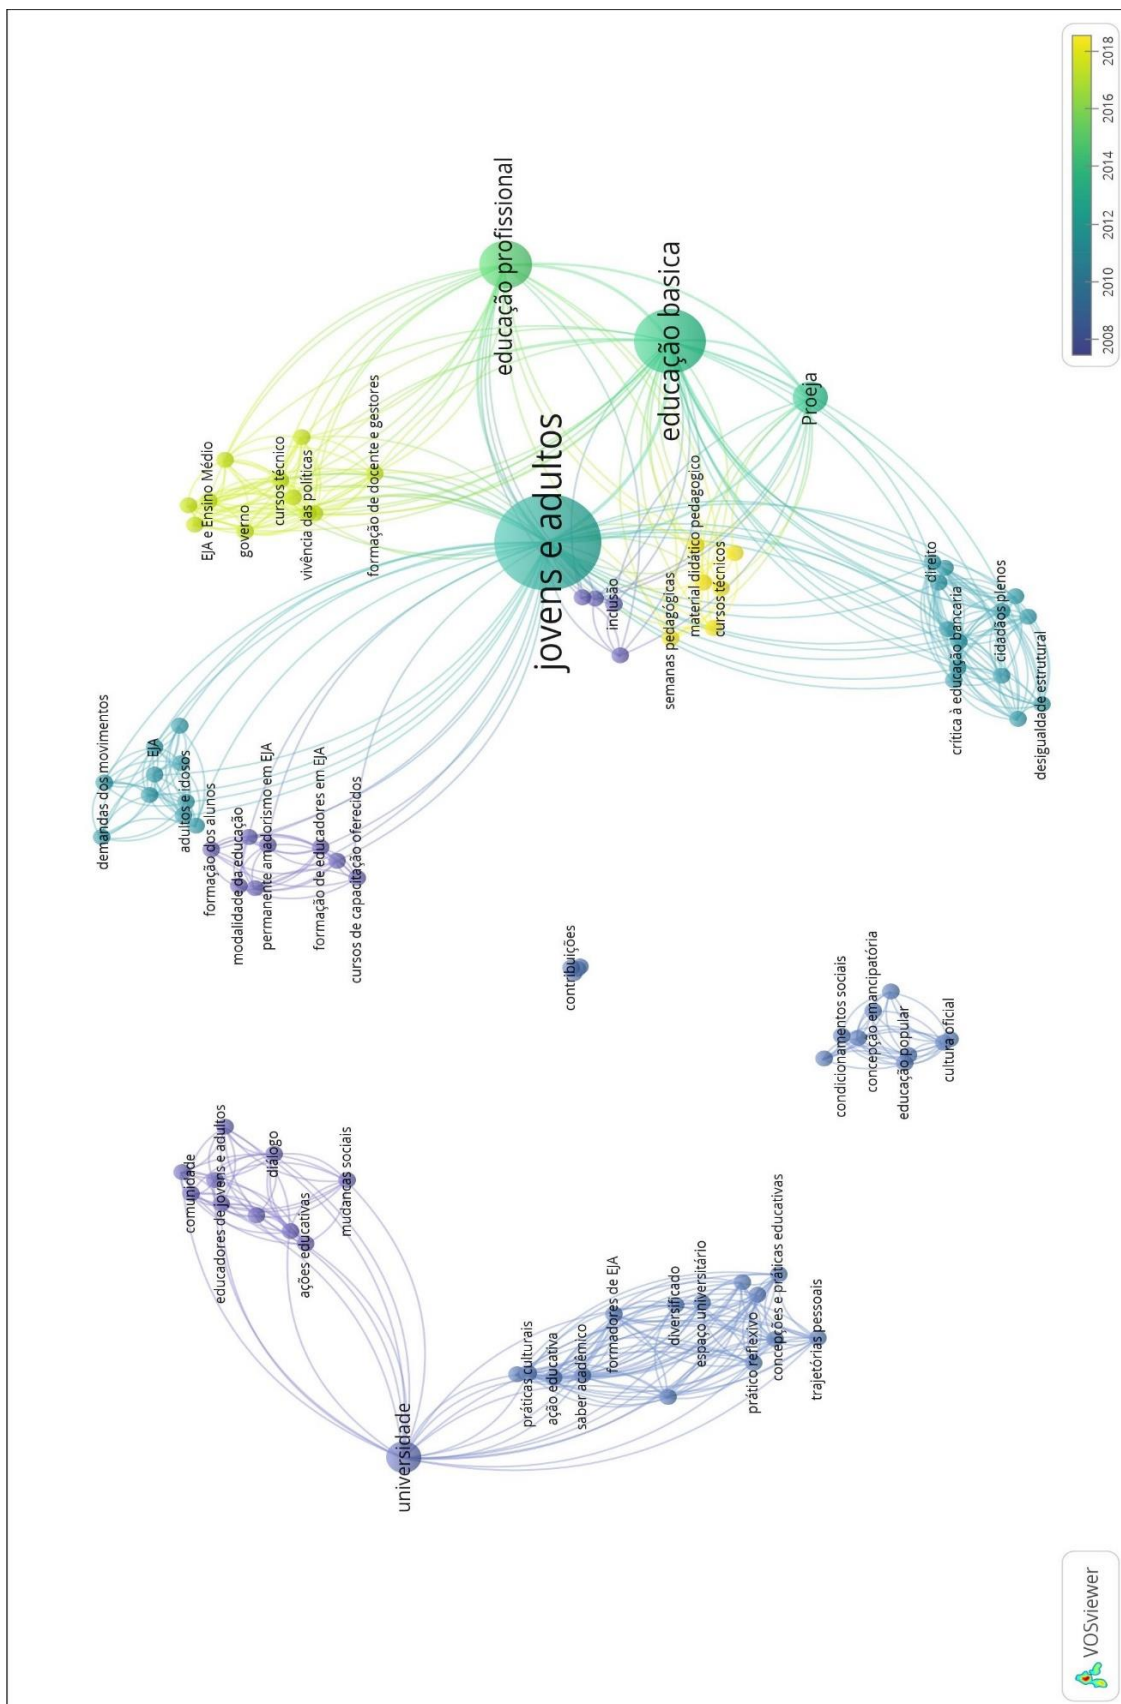 demandas dos movimentos
EJA
adultos e idosos
formação dos alunos
modalidade da educação
permanente amadorismo em EJA
formação de educadores em EJA
cursos de capacitação oferecidos
EJA e Ensino Médio
governo
cursos técnico
vivência das políticas
formação de docente e gestores
educação profissional
jovens e adultos
educação basica
Proeja
inclusão
semanas pedagógicas
material didático pedagogico
cursos técnicos
direito
crítica à educação bancaria
cidadãos plenos
desigualdade estrutural
comunidade
educadores de jovens e adultos
diálogo
ações educativas
mudanças sociais
universidade
contribuições
práticas culturais
ação educativa
saber acadêmico
formadores de EJA
diversificado
espaço universitário
prático reflexivo
concepções e práticas educativas
trajetórias pessoais
condicionamentos sociais
concepção emancipatória
educação popular
cultura oficial
VOSviewer
2008
2010
2012
2014
2016
2018